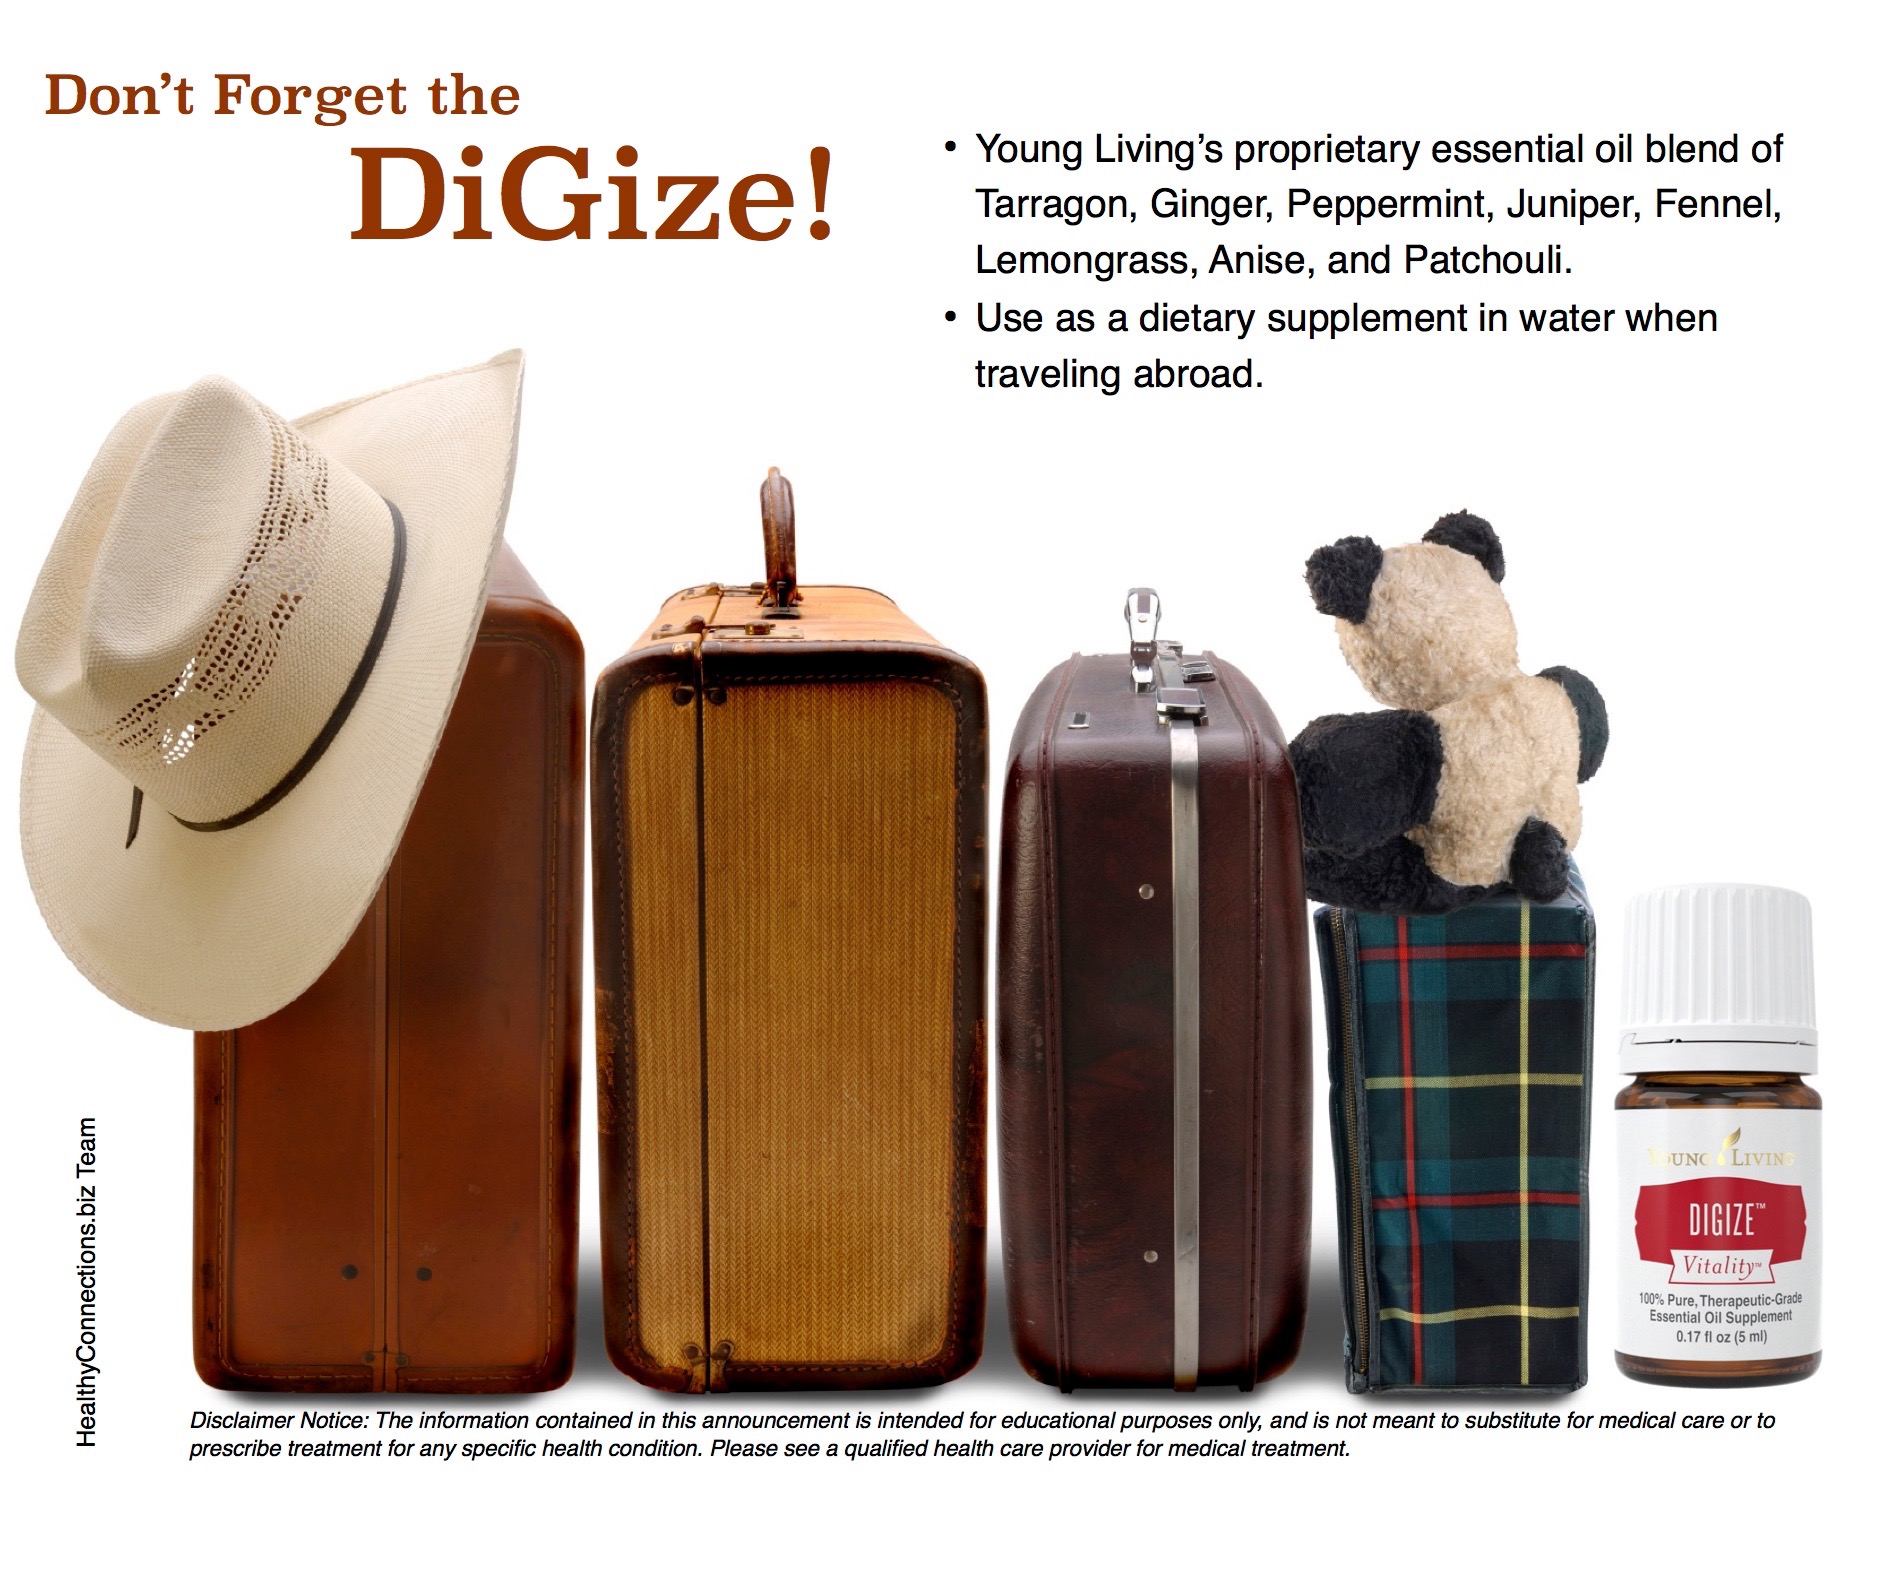 Don’t Forget the
DiGize!
• Young Living’s proprietary essential oil blend of
Tarragon, Ginger, Peppermint, Juniper, Fennel,
Lemongrass, Anise, and Patchouli.
• Use as a dietary supplement in water when
traveling abroad.
HealthyConnections.biz Team
YOUNG LIVING
DIGIZE™
Vitality™
100% Pure, Therapeutic-Grade
Essential Oil Supplement
0.17 fl oz (5 ml)
Disclaimer Notice: The information contained in this announcement is intended for educational purposes only, and is not meant to substitute for medical care or to
prescribe treatment for any specific health condition. Please see a qualified health care provider for medical treatment.